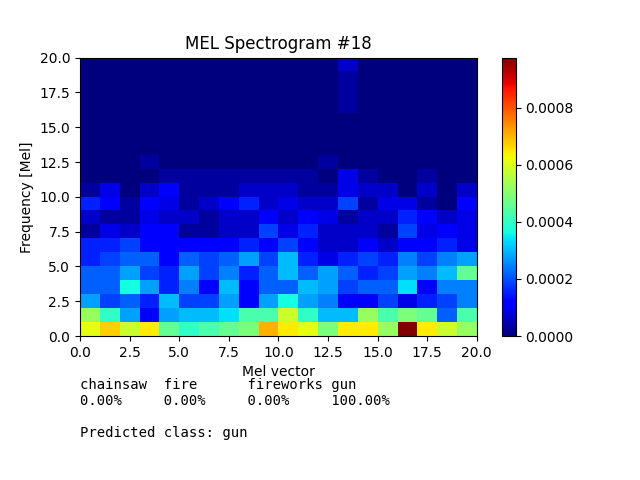 MEL Spectrogram #18
20.0
17.5
15.0
12.5
10.0
7.5
5.0
2.5
0.0
Frequency [Mel]
0.0 2.5 5.0 7.5 10.0 12.5 15.0 17.5 20.0
Mel vector
0.0008
0.0006
0.0004
0.0002
0.0000
chainsaw fire fireworks gun
0.00% 0.00% 0.00% 100.00%
Predicted class: gun